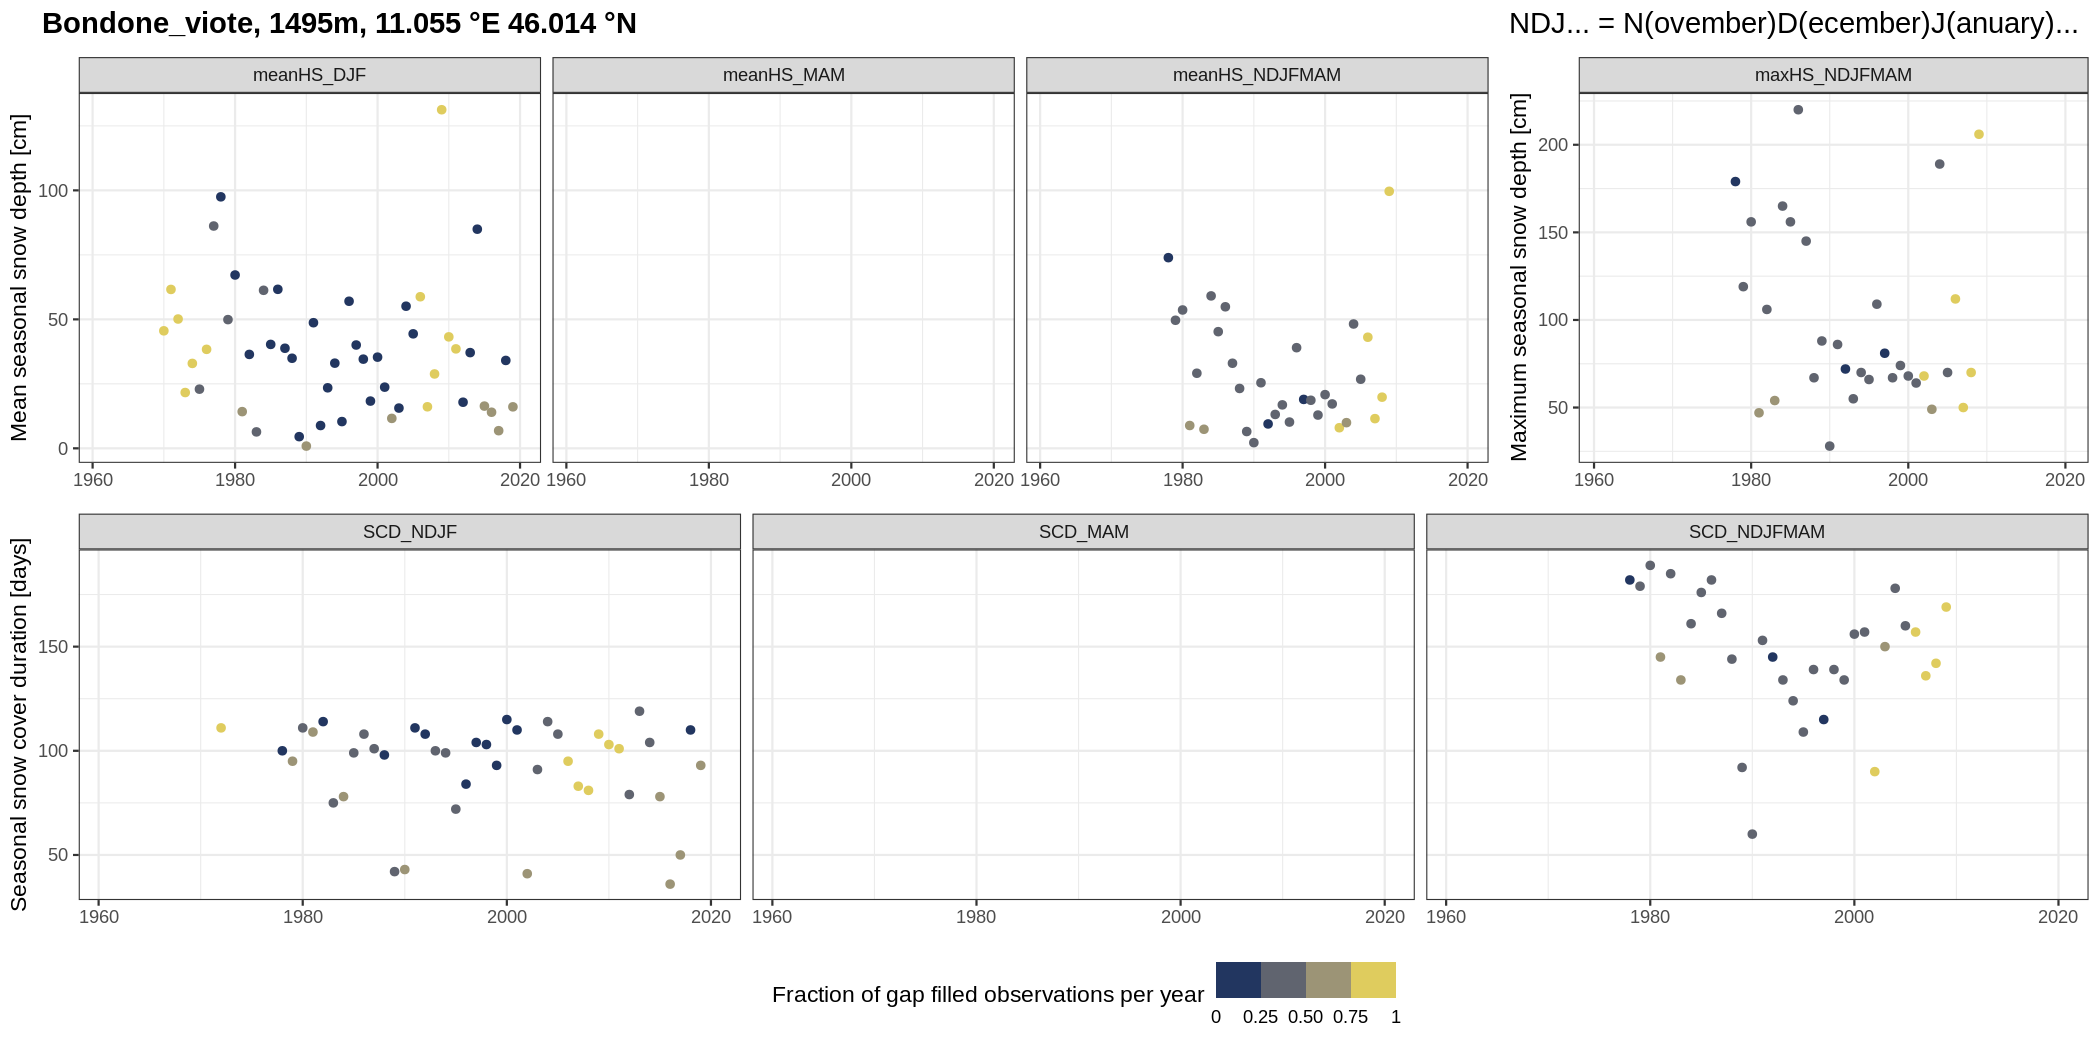 Bondone_viote, 1495m, 11.055 °E 46.014 °N
NDJ... = N(ovember)D(ecember)J(anuary)...
meanHS_DJF
meanHS_MAM
meanHS_NDJFMAM
maxHS_NDJFMAM
Mean seasonal snow depth [cm]
100
50
0
1960 1980 2000 2020
1960 1980 2000 2020
1960 1980 2000 2020
Maximum seasonal snow depth [cm]
200
150
100
50
1960 1980 2000 2020
SCD_NDJF
SCD_MAM
SCD_NDJFMAM
Seasonal snow cover duration [days]
150
100
50
1960 1980 2000 2020
1960 1980 2000 2020
1960 1980 2000 2020
Fraction of gap filled observations per year
0 0.25 0.50 0.75 1